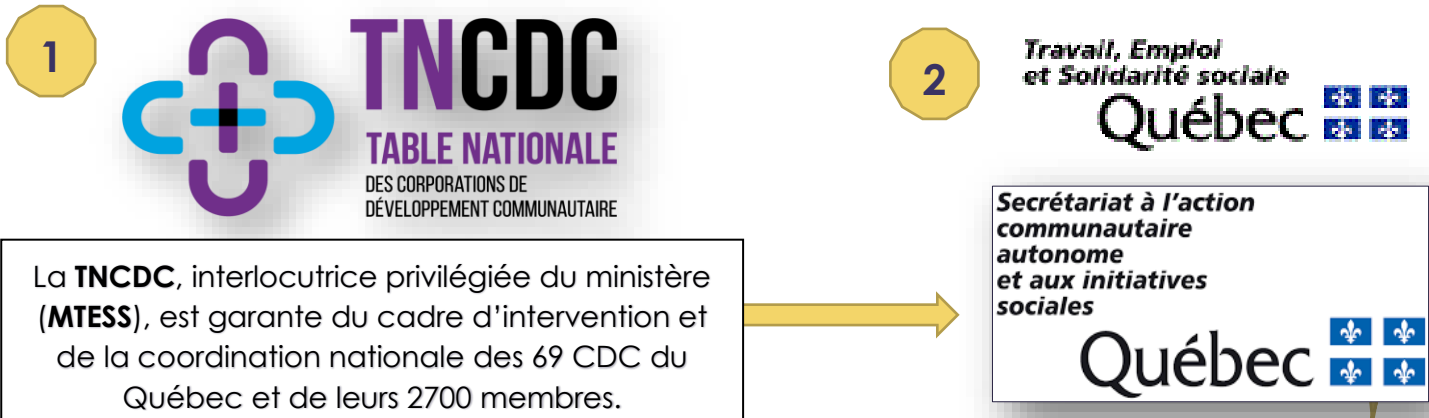 1
TNCDC
TABLE NATIONALE
DES CORPORATIONS DE
DÉVELOPPEMENT COMMUNAUTAIRE
La TNCDC, interlocutrice privilégiée du ministère
(MTESS), est garante du cadre d’intervention et
de la coordination nationale des 69 CDC du
Québec et de leurs 2700 membres.
2
Travail, Emploi
et Solidarité sociale
Québec
Secrétariat à l’action
communautaire
autonome
et aux initiatives
sociales
Québec